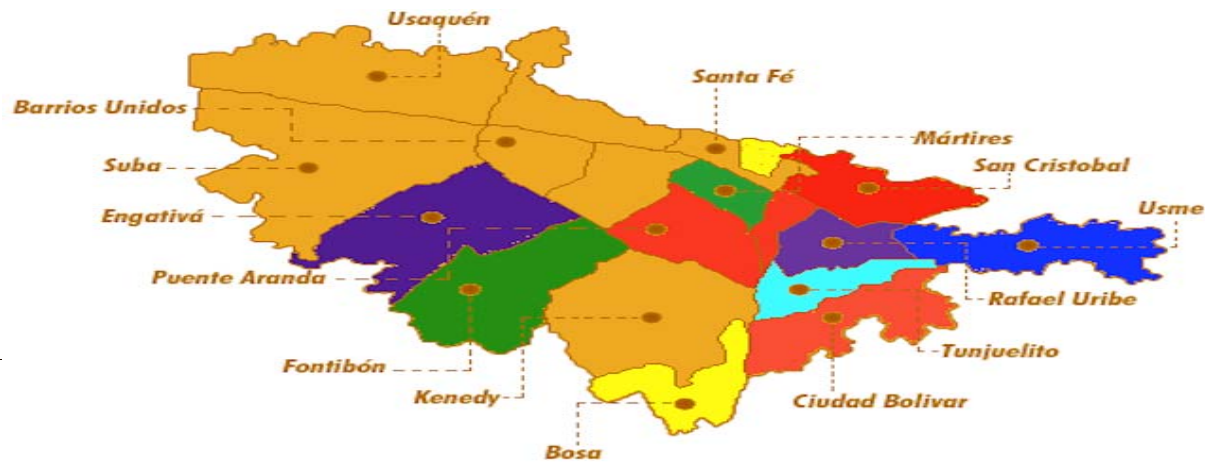 Usaquén
Santa Fé
Barrios Unidos
Mártires
Suba
San Cristobal
Engativá
Usme
Puente Aranda
Rafael Uribe
Fontibón
Tunjuelito
Kenedy
Ciudad Bolivar
Bosa